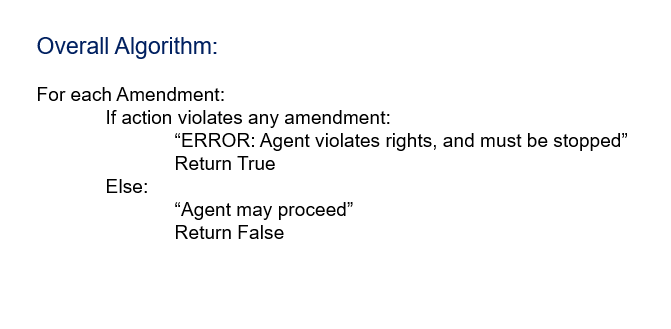 Overall Algorithm:
For each Amendment:
If action violates any amendment:
“ERROR: Agent violates rights, and must be stopped”
Return True
Else:
“Agent may proceed”
Return False